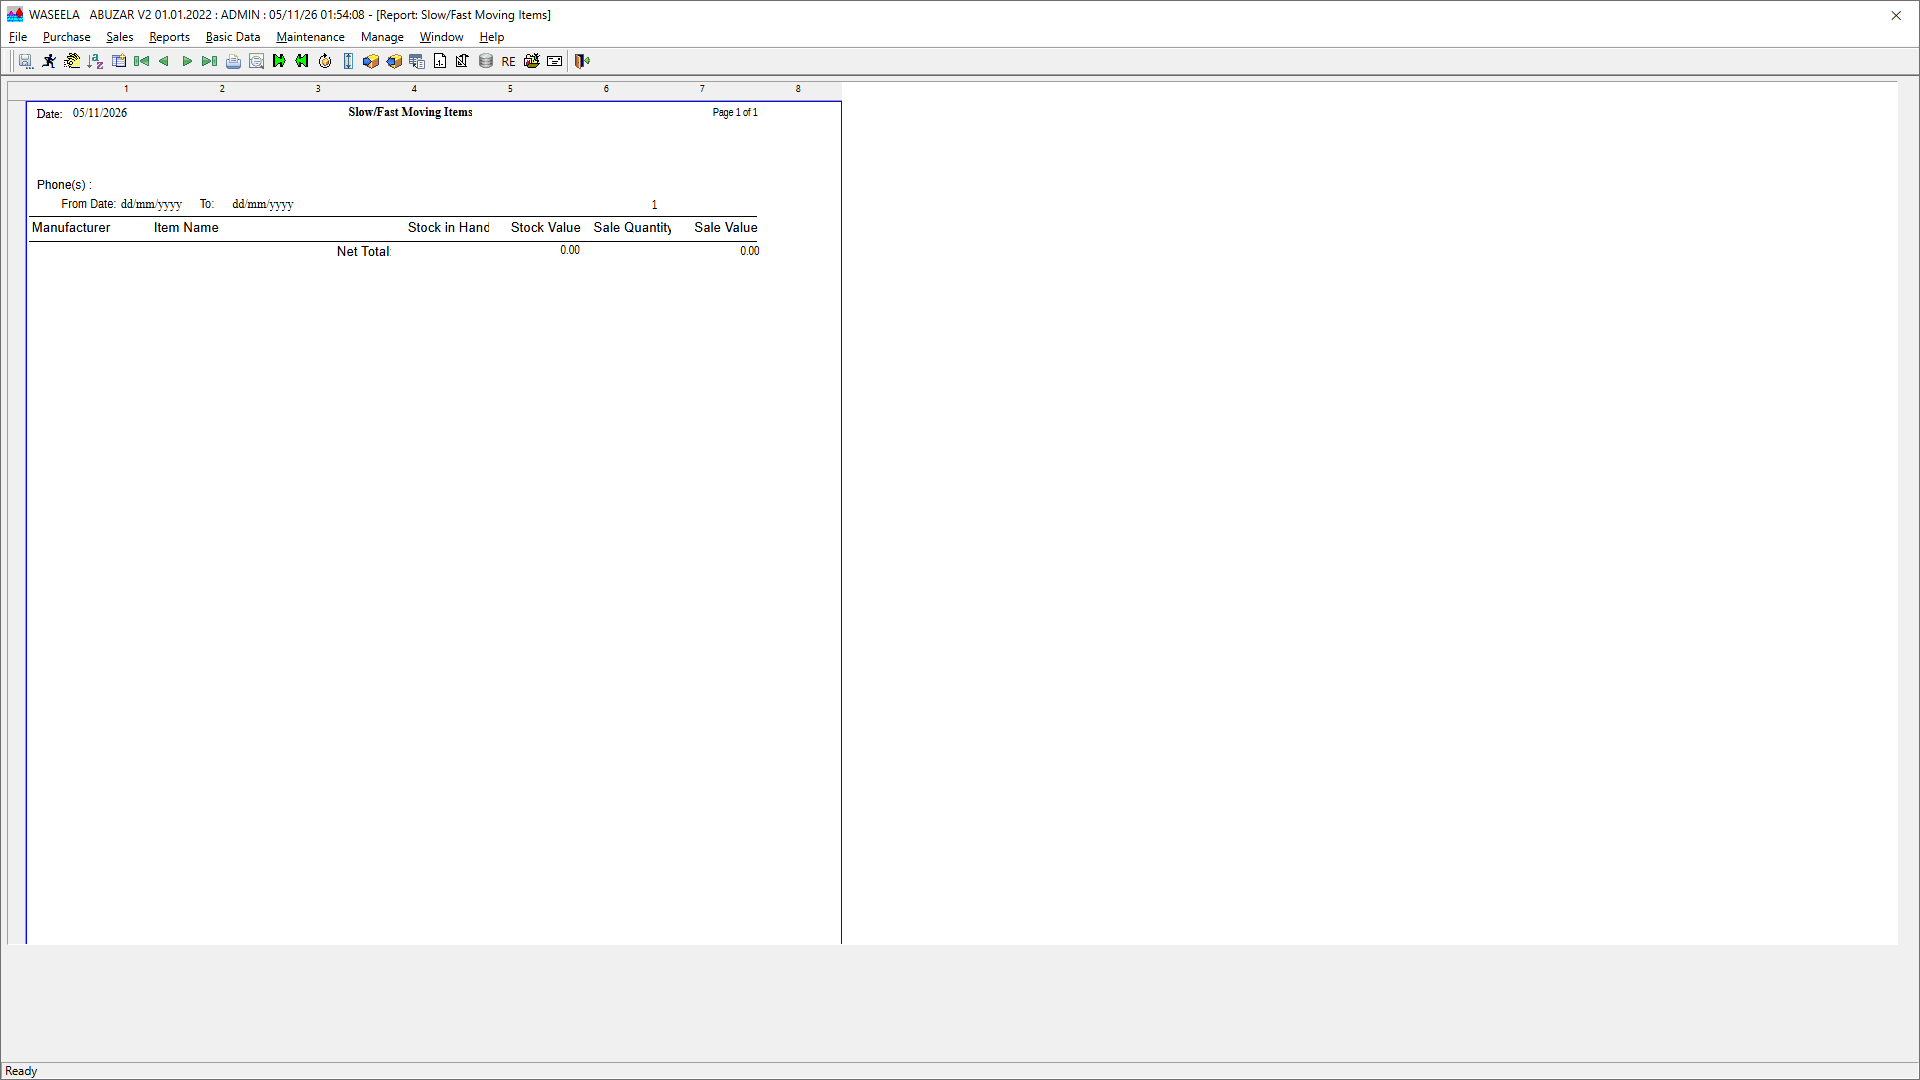 WASEELA   ABUZAR V2 01.01.2022 : ADMIN : 05/11/26 01:54:08 - [Report: Slow/Fast Moving Items]
File Purchase Sales Reports Basic Data Maintenance Manage Window Help
RE
1 2 3 4 5 6 7 8
Date: 05/11/2026 Slow/Fast Moving Items Page 1 of 1
Phone(s) :
From Date: dd/mm/yyyy To: dd/mm/yyyy 1
Manufacturer Item Name Stock in Hand Stock Value Sale Quantity Sale Value
Net Total: 0.00 0.00
Ready